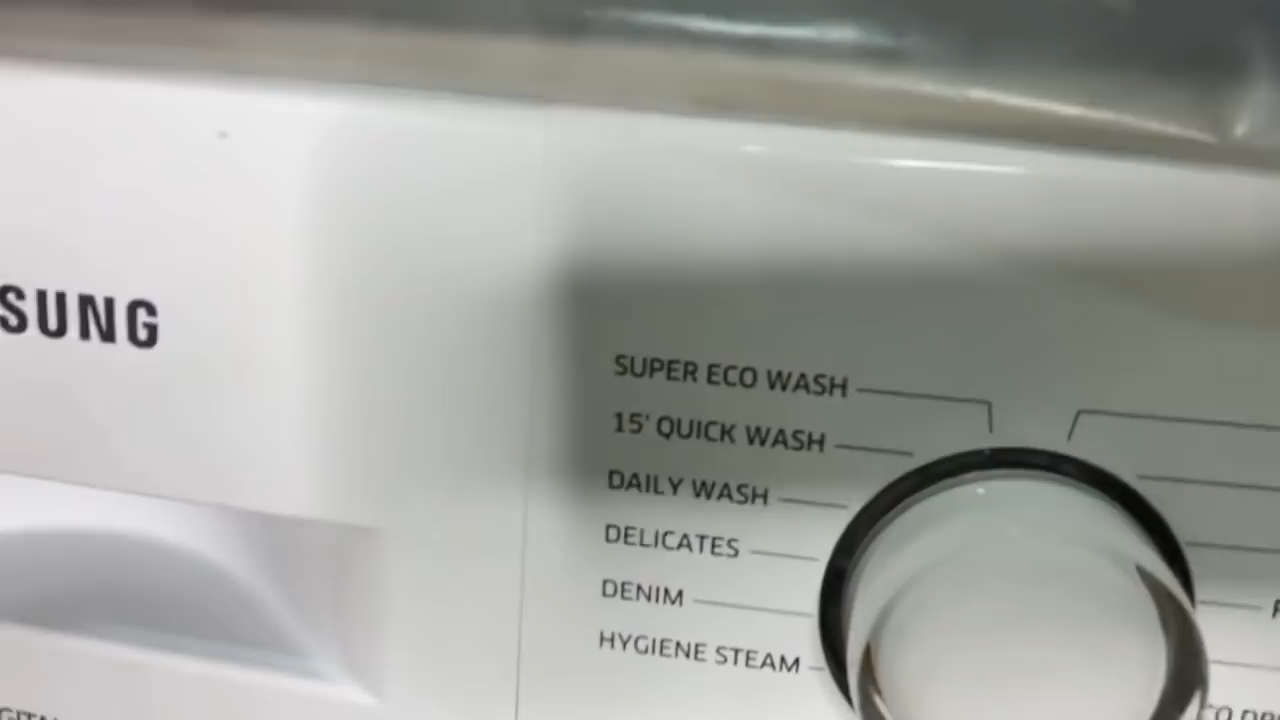 SUNG
SUPER ECO WASH
15' QUICK WASH
DAILY WASH
DELICATES
DENIM
HYGIENE STEAM